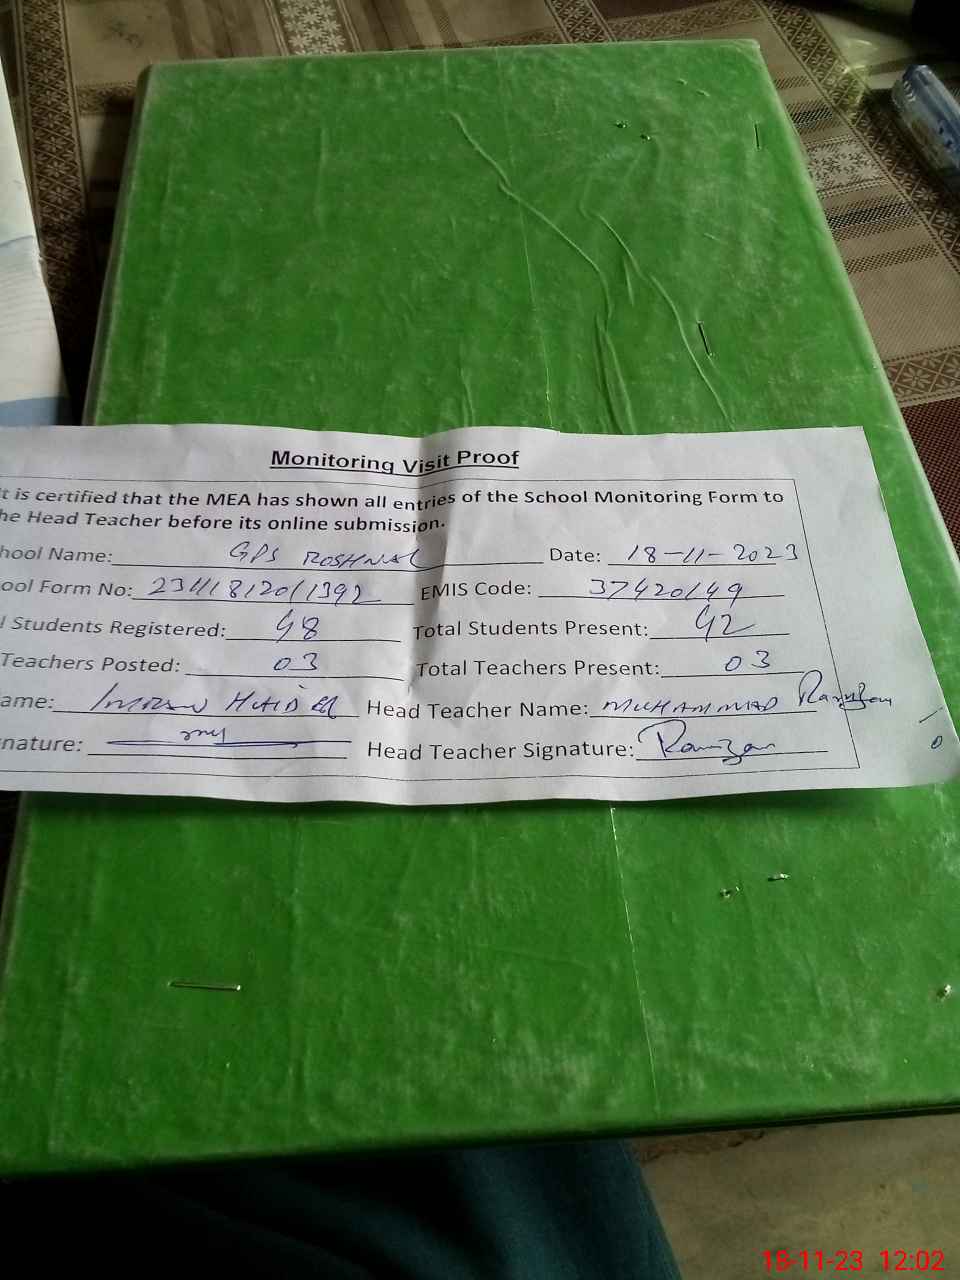 Monitoring Visit Proof
t is certified that the MEA has shown all entries of the School Monitoring Form to
he Head Teacher before its online submission.
hool Name: GPS ROSHNAL Date: 18-11-2023
ool Form No: EMIS Code: 37420149
l Students Registered: 48 Total Students Present: 42
Teachers Posted: 03 Total Teachers Present: 03
ame: IMRAN HAIDER Head Teacher Name: MUHAMMAD Ramzan
nature: Head Teacher Signature: Ramzan
18-11-23 12:02